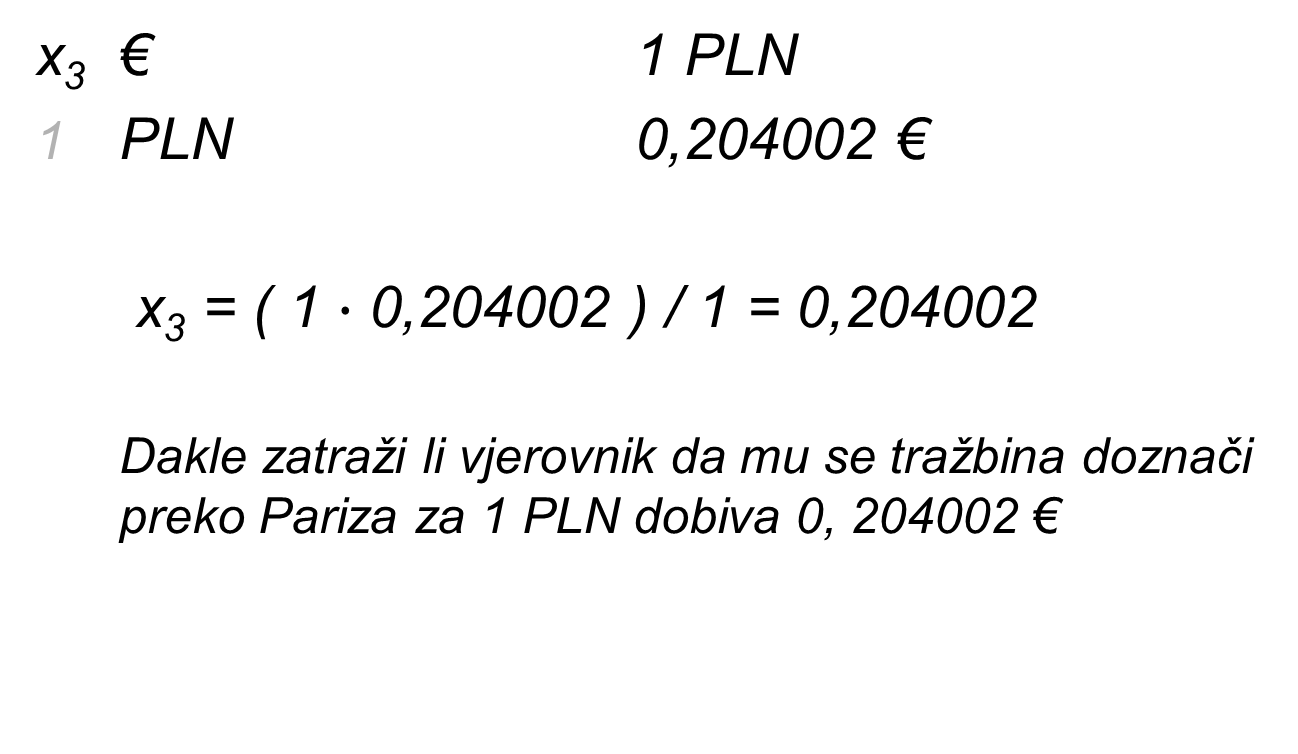 x₃ € 1 PLN
1 PLN 0,204002 €
x₃ = ( 1 · 0,204002 ) / 1 = 0,204002
Dakle zatraži li vjerovnik da mu se tražbina doznači
preko Pariza za 1 PLN dobiva 0, 204002 €